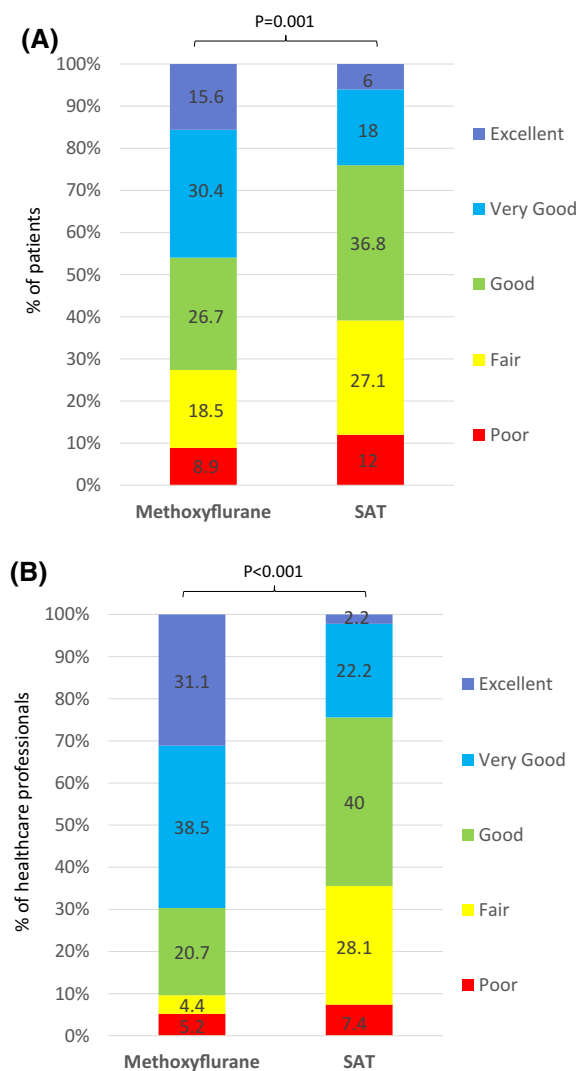 (A)
P=0.001
% of patients
100%
90%
80%
70%
60%
50%
40%
30%
20%
10%
0%
15.6
30.4
26.7
18.5
8.9
6
18
36.8
27.1
12
Methoxyflurane
SAT
Excellent
Very Good
Good
Fair
Poor
(B)
P<0.001
% of healthcare professionals
100%
90%
80%
70%
60%
50%
40%
30%
20%
10%
0%
31.1
38.5
20.7
4.4
5.2
2.2
22.2
40
28.1
7.4
Methoxyflurane
SAT
Excellent
Very Good
Good
Fair
Poor